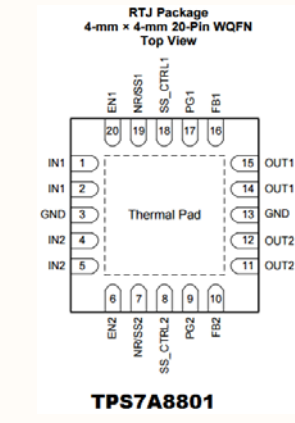 RTJ Package
4-mm × 4-mm 20-Pin WQFN
Top View
EN1
NR/SS1
SS_CTRL1
PG1
FB1
20
19
18
17
16
IN1 1
15 OUT1
IN1 2
14 OUT1
GND 3
Thermal Pad
13 GND
IN2 4
12 OUT2
IN2 5
11 OUT2
6
7
8
9
10
EN2
NR/SS2
SS_CTRL2
PG2
FB2
TPS7A8801